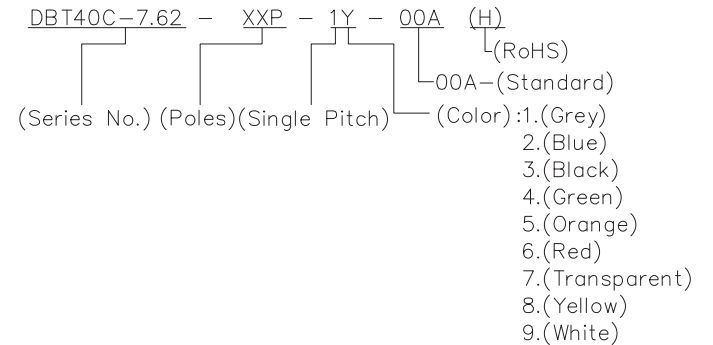 DBT40C-7.62 - XXP - 1Y - 00A (H)
(RoHS)
00A-(Standard)
(Series No.) (Poles)(Single Pitch) (Color):1.(Grey)
2.(Blue)
3.(Black)
4.(Green)
5.(Orange)
6.(Red)
7.(Transparent)
8.(Yellow)
9.(White)